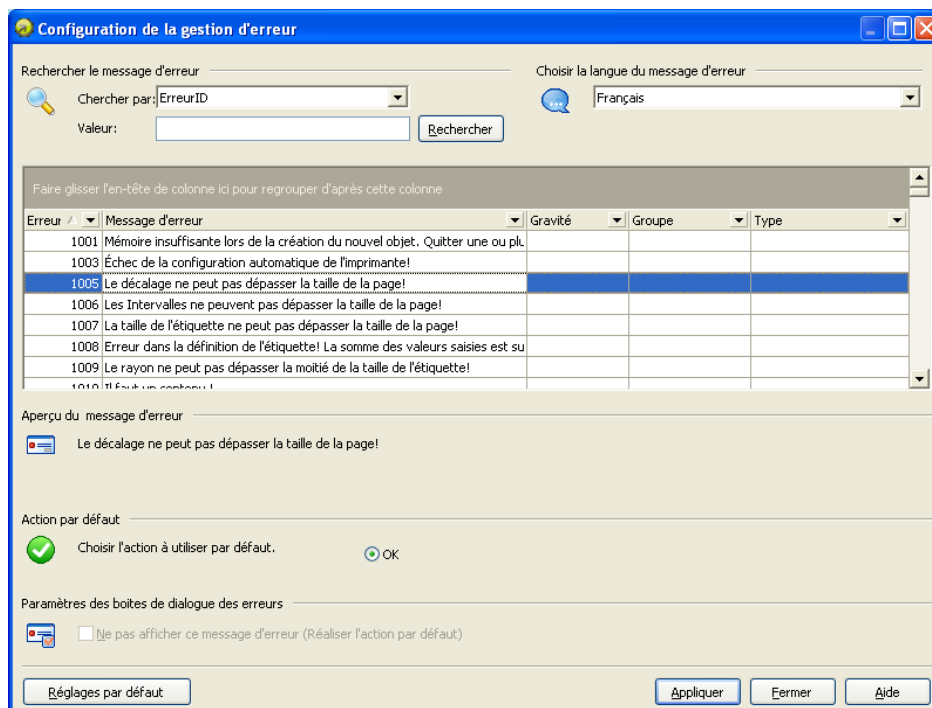 Configuration de la gestion d'erreur
Rechercher le message d'erreur
Choisir la langue du message d'erreur
Chercher par: ErreurID
Français
Valeur:
Rechercher
Faire glisser l'en-tête de colonne ici pour regrouper d'après cette colonne
Erreur Message d'erreur Gravité Groupe Type
1001 Mémoire insuffisante lors de la création du nouvel objet. Quitter une ou plu
1003 Échec de la configuration automatique de l'imprimante!
1005 Le décalage ne peut pas dépasser la taille de la page!
1006 Les Intervalles ne peuvent pas dépasser la taille de la page!
1007 La taille de l'étiquette ne peut pas dépasser la taille de la page!
1008 Erreur dans la définition de l'étiquette! La somme des valeurs saisies est su
1009 Le rayon ne peut pas dépasser la moitié de la taille de l'étiquette!
1010 Il faut un contenu !
Aperçu du message d'erreur
Le décalage ne peut pas dépasser la taille de la page!
Action par défaut
Choisir l'action à utiliser par défaut.
OK
Paramètres des boites de dialogue des erreurs
Ne pas afficher ce message d'erreur (Réaliser l'action par défaut)
Réglages par défaut
Appliquer
Fermer
Aide